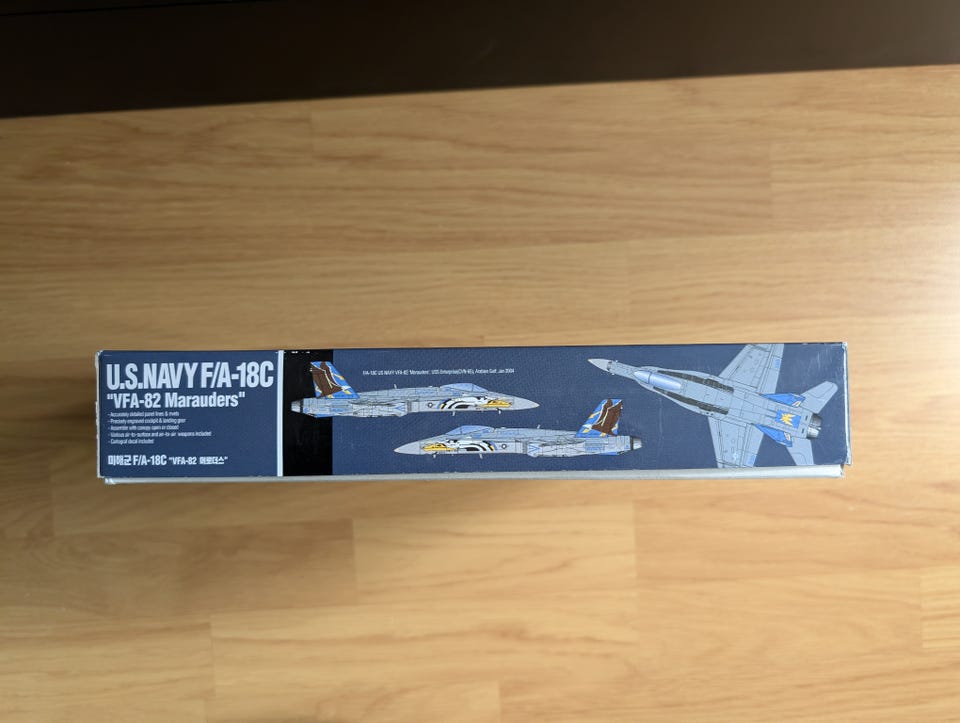 U.S.NAVY F/A-18C
"VFA-82 Marauders"
- Accurately detailed panel lines & rivets
- Precisely engraved cockpit & landing gear
- Assemble with canopy open or closed
- Various air-to-surface and air-to-air weapons included
- Cartograf decal included
미해군 F/A-18C "VFA-82 머로더스"
F/A-18C US NAVY VFA-82 'Marauders', USS Enterprise(CVN-65), Arabian Gulf, Jan 2004